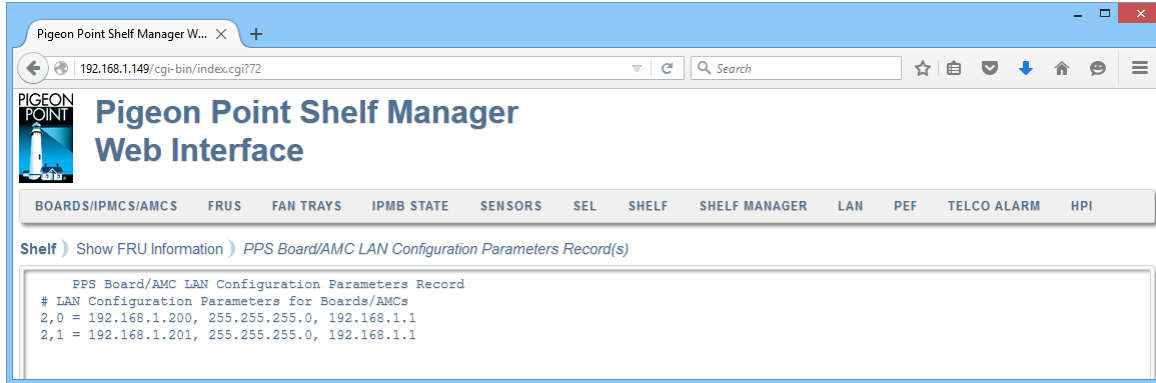 Pigeon Point Shelf Manager W...
192.168.1.149/cgi-bin/index.cgi?72
Search
PIGEON
POINT
Pigeon Point Shelf Manager
Web Interface
BOARDS/IPMCS/AMCS FRUS FAN TRAYS IPMB STATE SENSORS SEL SHELF SHELF MANAGER LAN PEF TELCO ALARM HPI
Shelf ) Show FRU Information ) PPS Board/AMC LAN Configuration Parameters Record(s)
PPS Board/AMC LAN Configuration Parameters Record
# LAN Configuration Parameters for Boards/AMCs
2,0 = 192.168.1.200, 255.255.255.0, 192.168.1.1
2,1 = 192.168.1.201, 255.255.255.0, 192.168.1.1